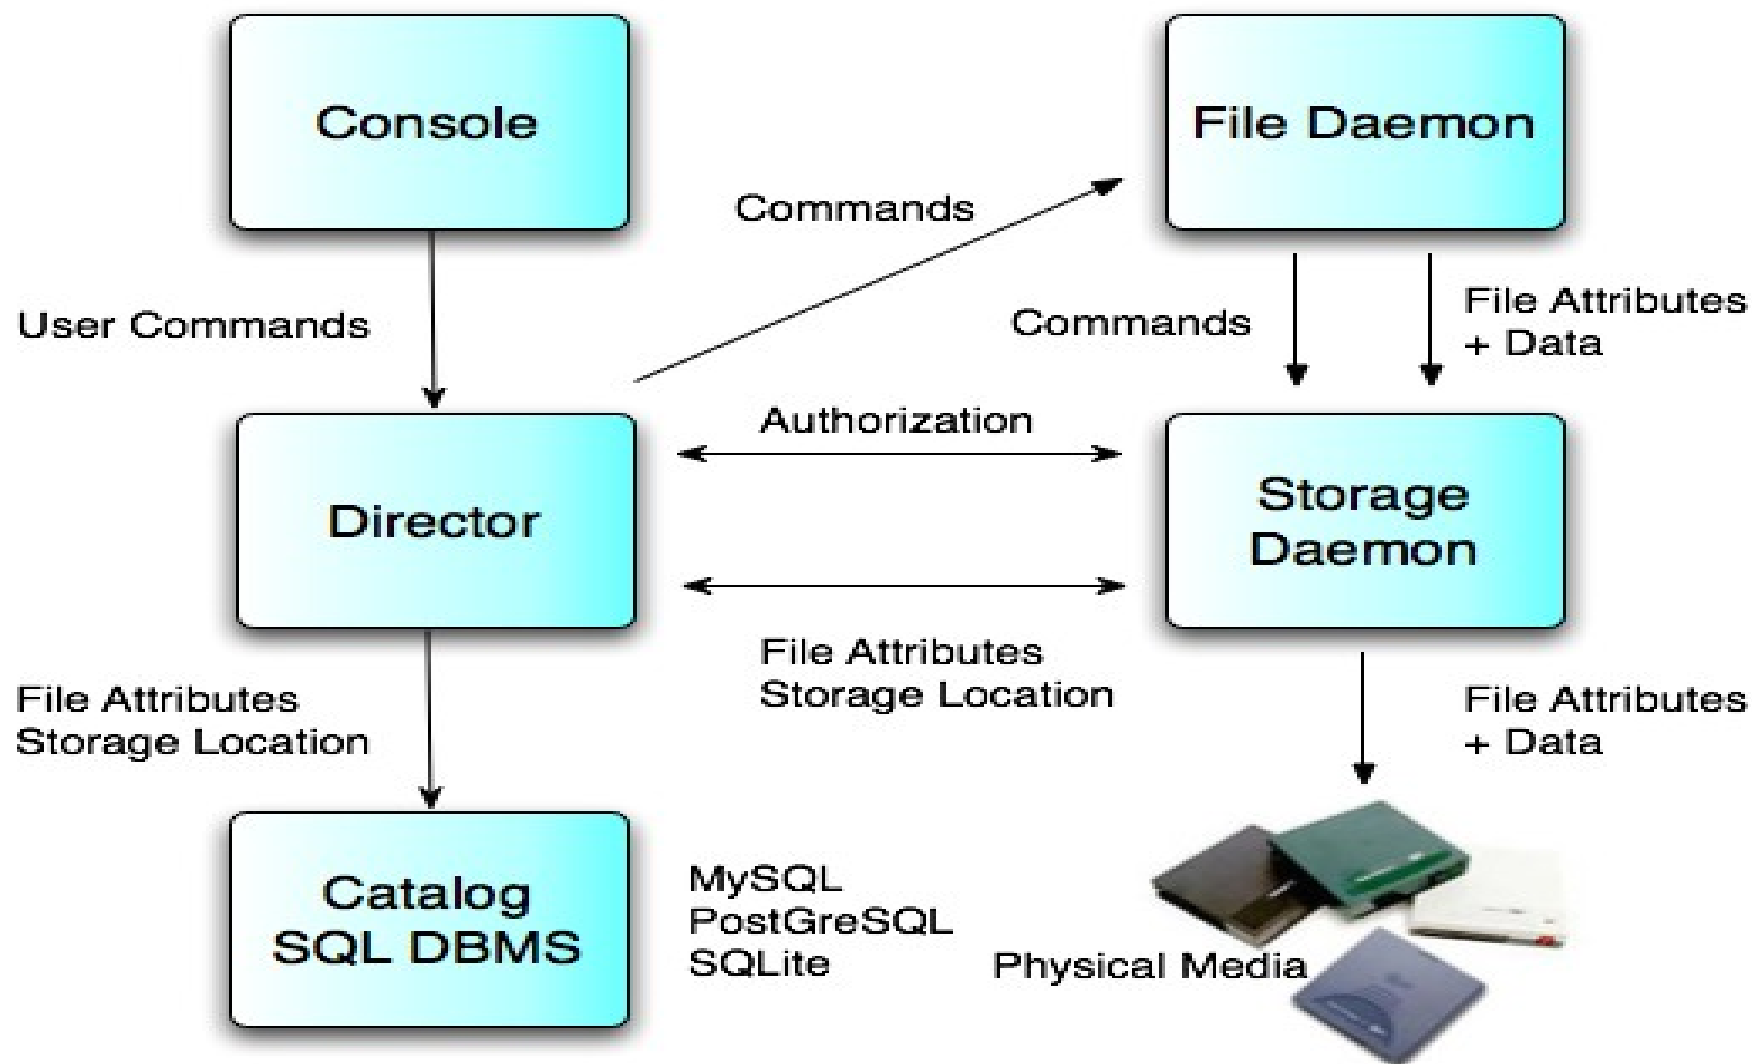 Console
File Daemon
Commands
User Commands
Commands
File Attributes
+ Data
Authorization
Director
Storage
Daemon
File Attributes
Storage Location
File Attributes
Storage Location
File Attributes
+ Data
Catalog
SQL DBMS
MySQL
PostGreSQL
SQLite
Physical Media